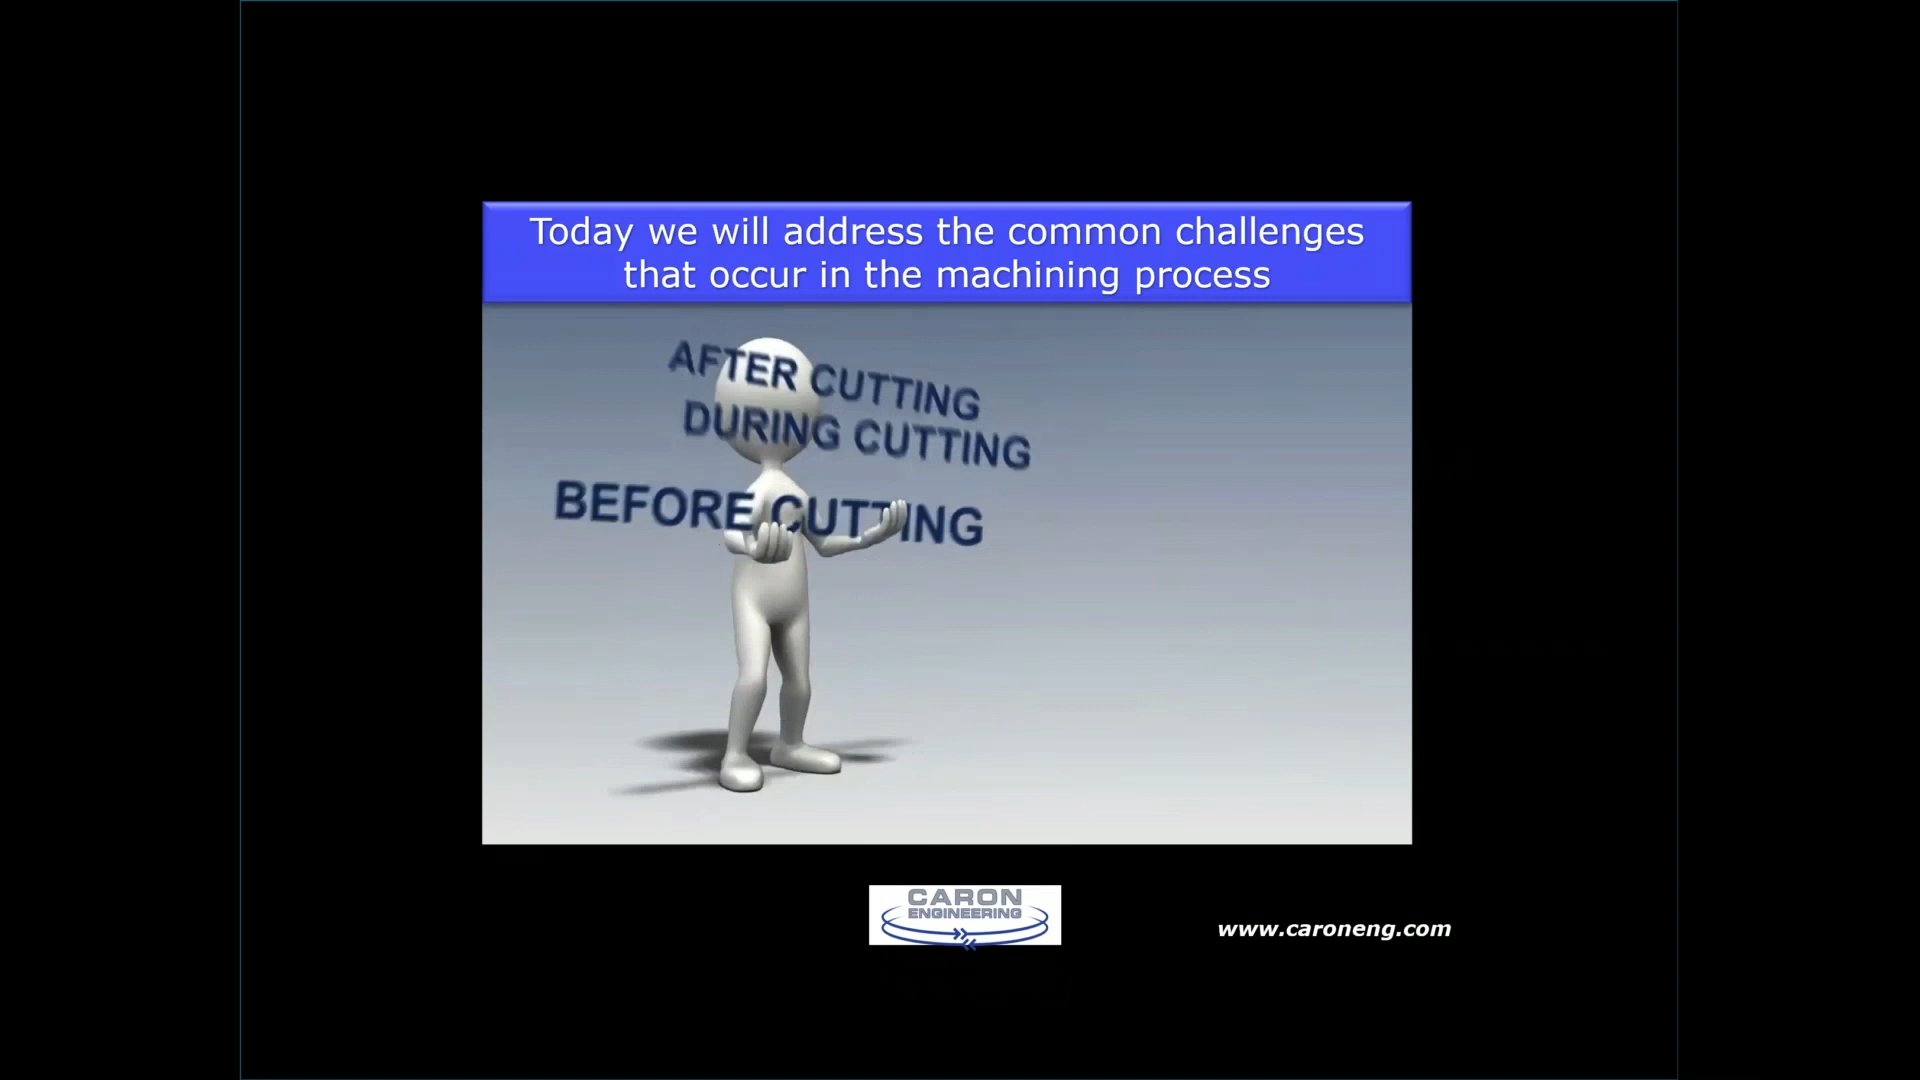 Today we will address the common challenges
that occur in the machining process
AFTER CUTTING
DURING CUTTING
BEFORE CUTTING
CARON
ENGINEERING
www.caroneng.com